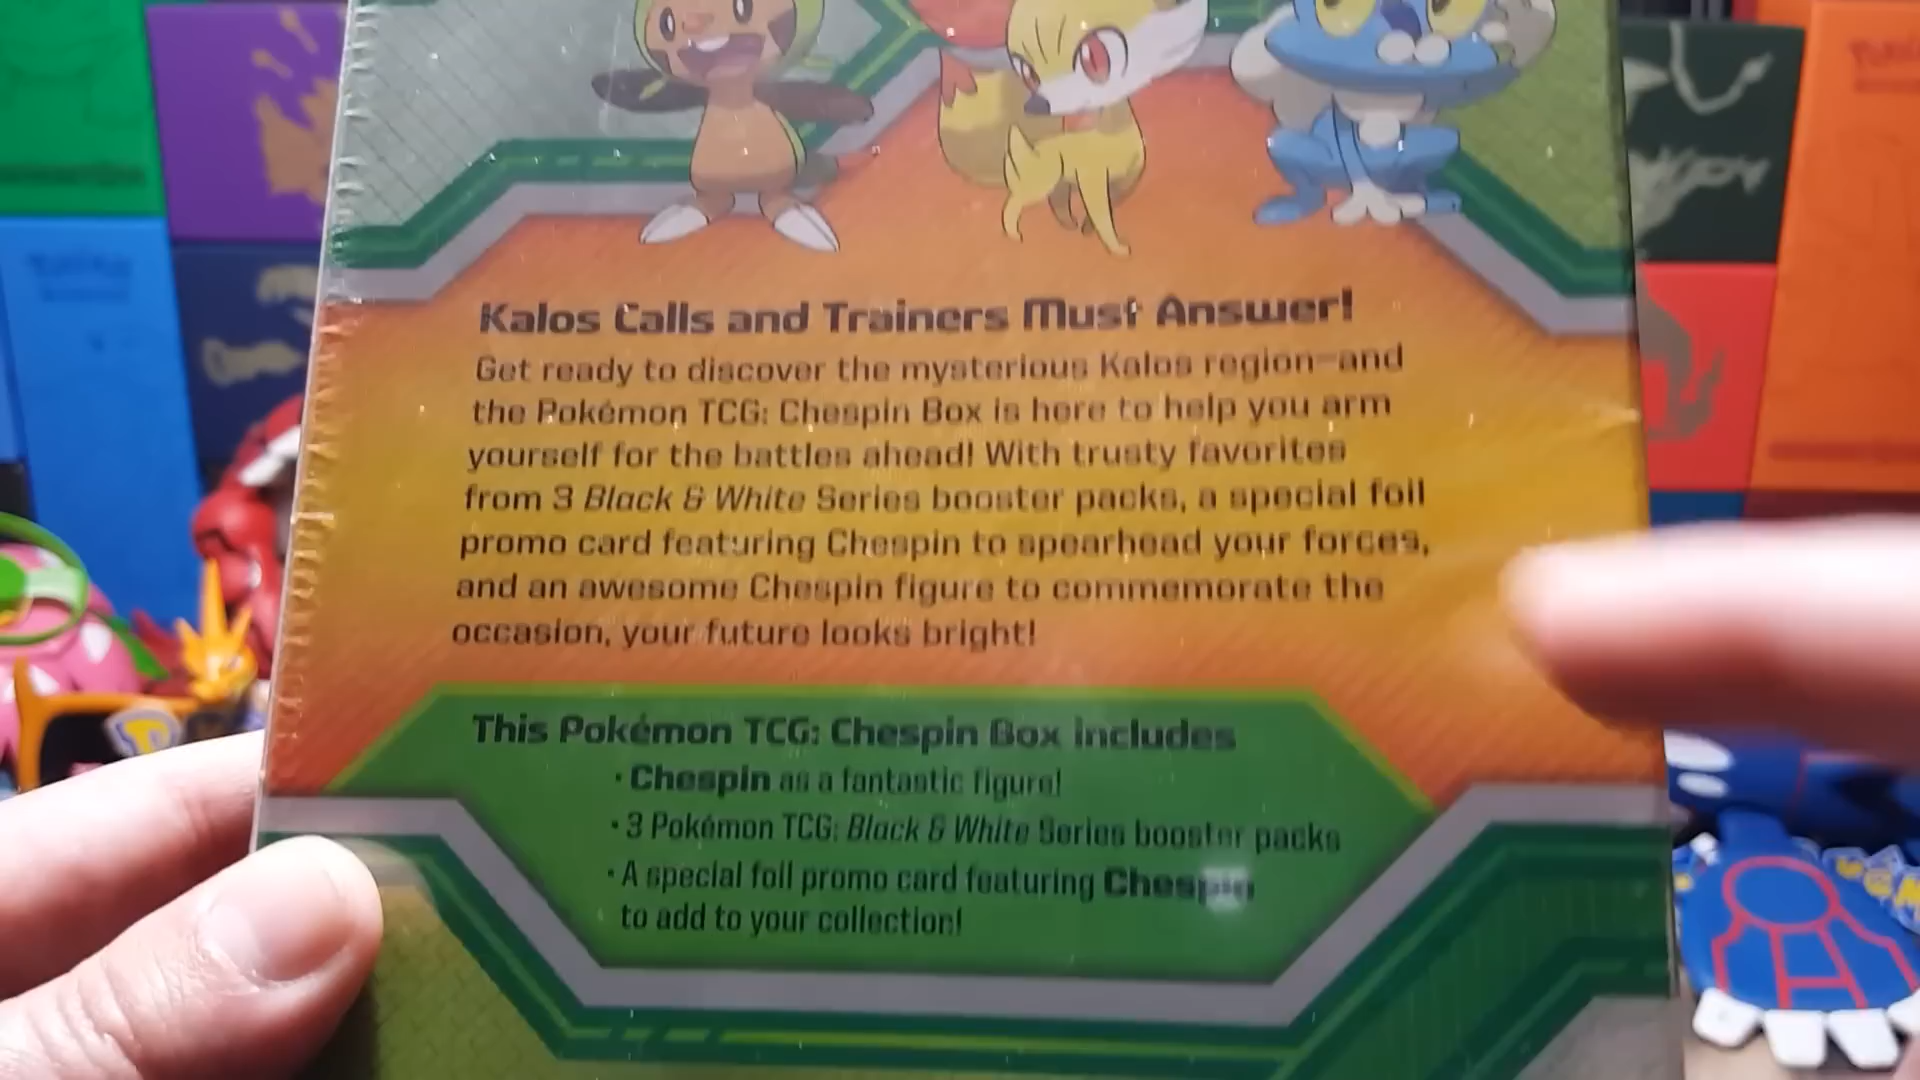 Kalos Calls and Trainers Must Answer!
Get ready to discover the mysterious Kalos region—and
the Pokémon TCG: Chespin Box is here to help you arm
yourself for the battles ahead! With trusty favorites
from 3 Black & White Series booster packs, a special foil
promo card featuring Chespin to spearhead your forces,
and an awesome Chespin figure to commemorate the
occasion, your future looks bright!
This Pokémon TCG: Chespin Box includes
· Chespin as a fantastic figure!
· 3 Pokémon TCG: Black & White Series booster packs
· A special foil promo card featuring Chespin
to add to your collection!